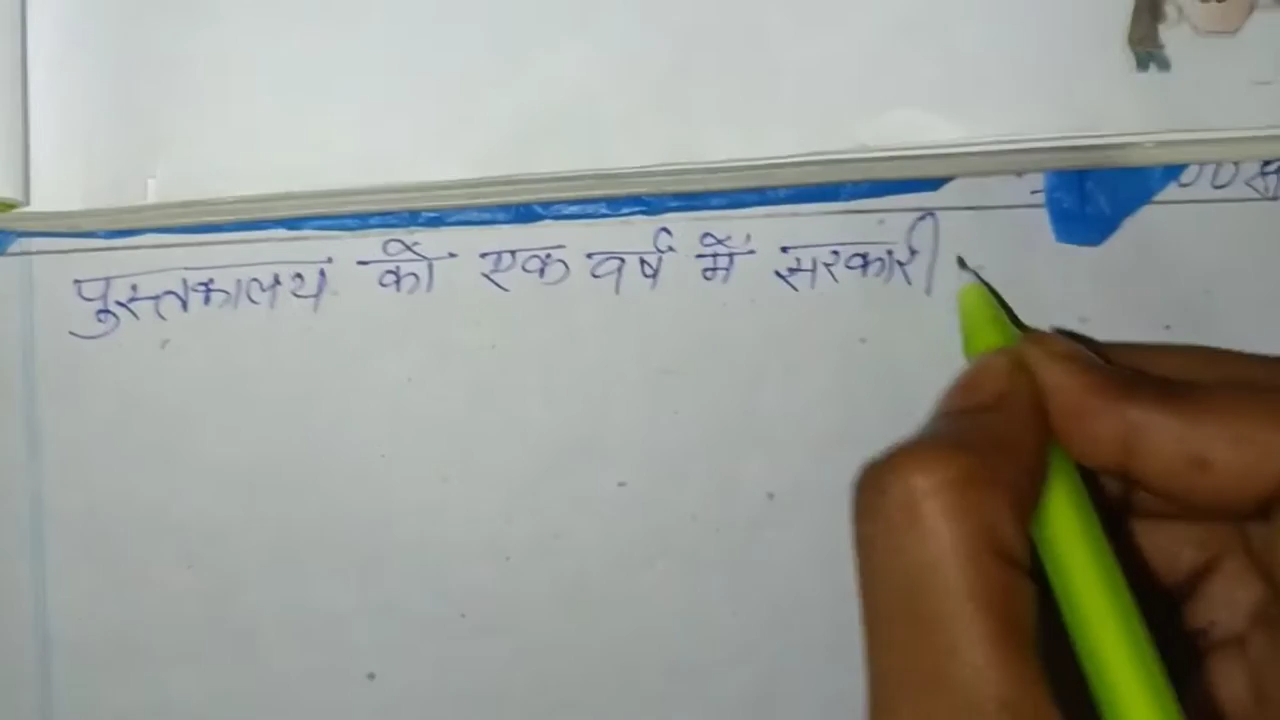 पुस्तकालय को एक वर्ष में सरकारी